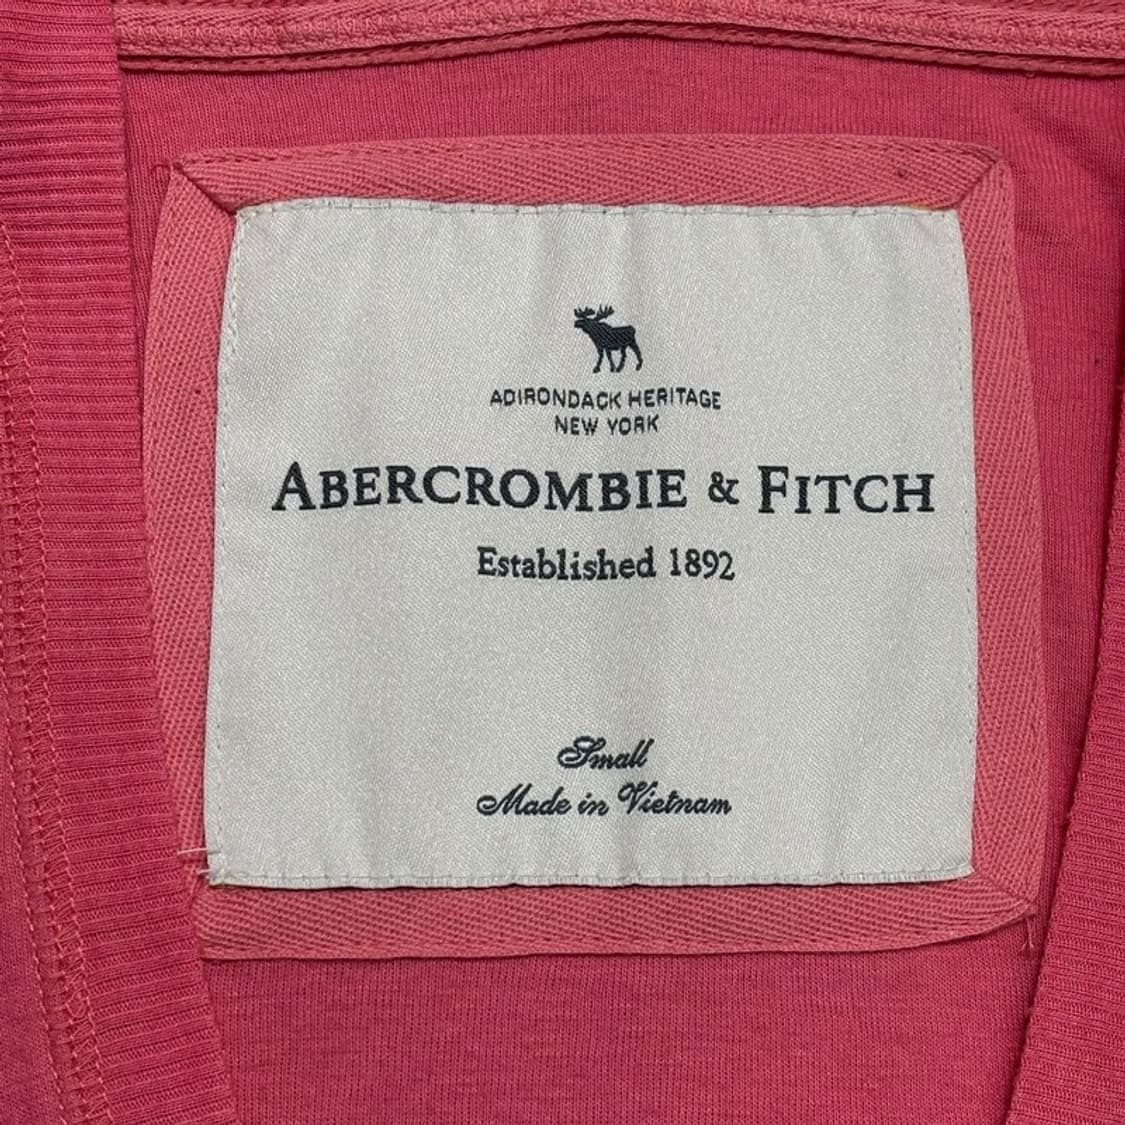 ADIRONDACK HERITAGE
NEW YORK
ABERCROMBIE & FITCH
Established 1892
Small
Made in Vietnam